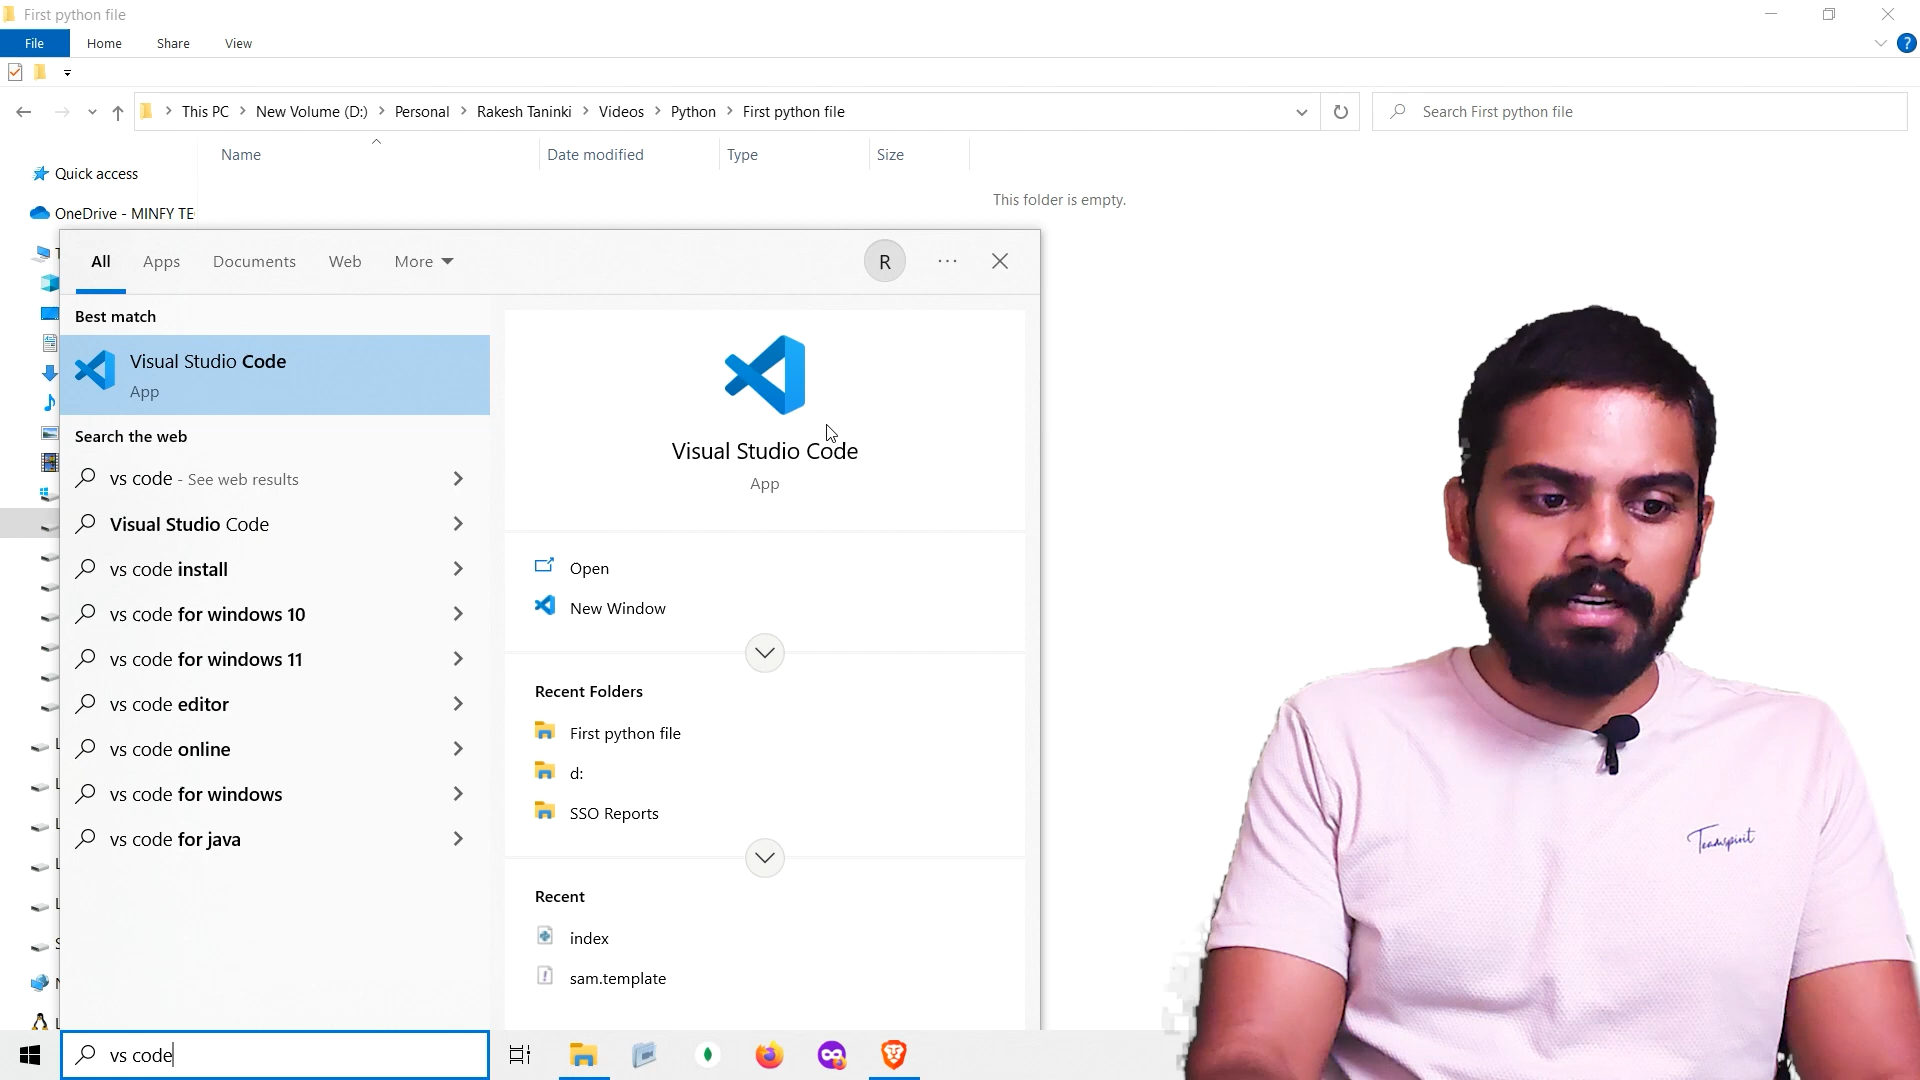 First python file
File Home Share View
?
This PC > New Volume (D:) > Personal > Rakesh Taninki > Videos > Python > First python file
Search First python file
Name Date modified Type Size
Quick access
This folder is empty.
OneDrive - MINFY TE
All Apps Documents Web More
R
Best match
Visual Studio Code
App
Search the web
vs code - See web results
Visual Studio Code
vs code install
vs code for windows 10
vs code for windows 11
vs code editor
vs code online
vs code for windows
vs code for java
Visual Studio Code
App
Open
New Window
Recent Folders
First python file
d:
SSO Reports
Recent
index
sam.template
vs code
Teamspirit